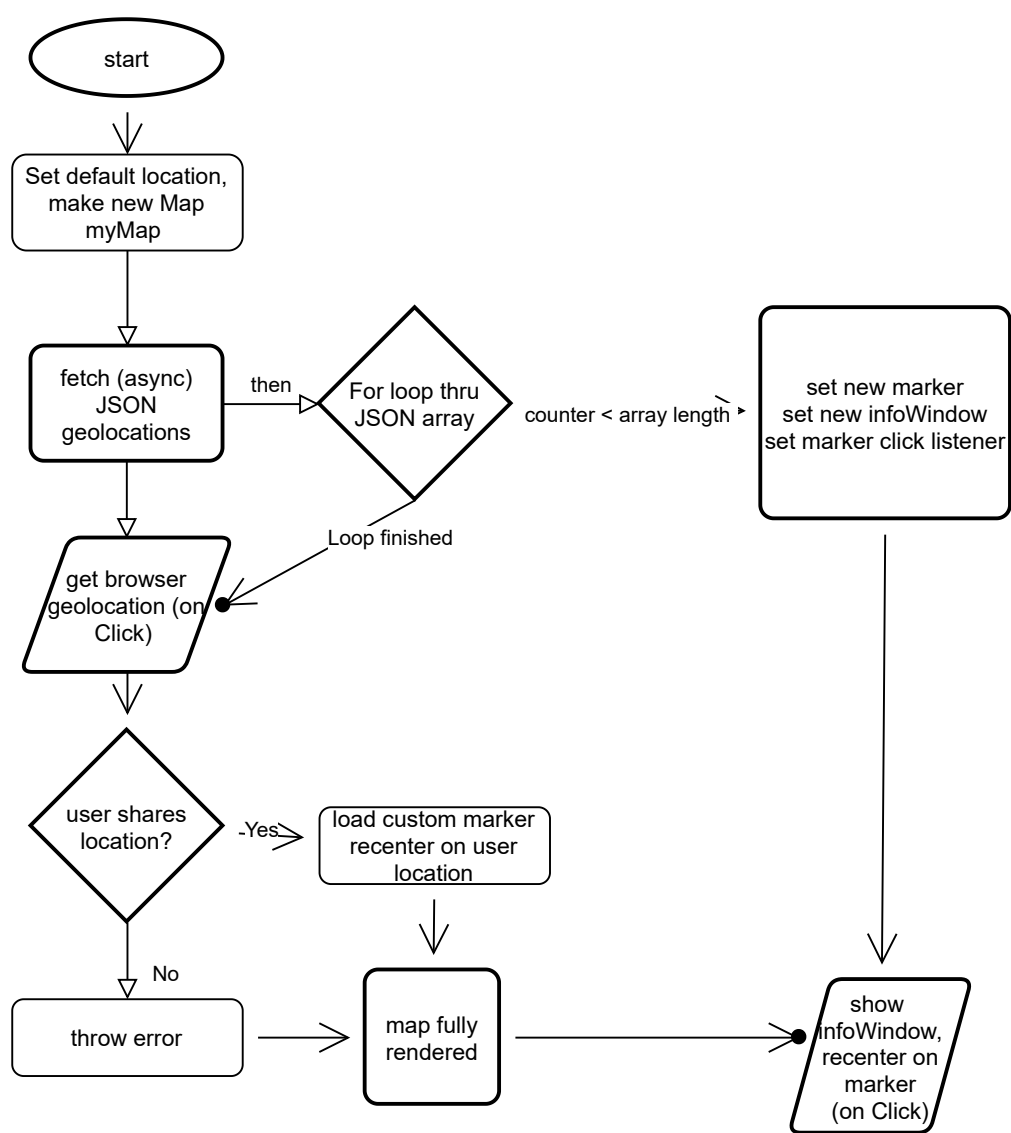 start
Set default location,
make new Map
myMap
fetch (async)
JSON
geolocations
then
For loop thru
JSON array
counter < array length
set new marker
set new infoWindow
set marker click listener
Loop finished
get browser
geolocation (on
Click)
user shares
location?
Yes
load custom marker
recenter on user
location
No
throw error
map fully
rendered
show
infoWindow,
recenter on
marker
(on Click)